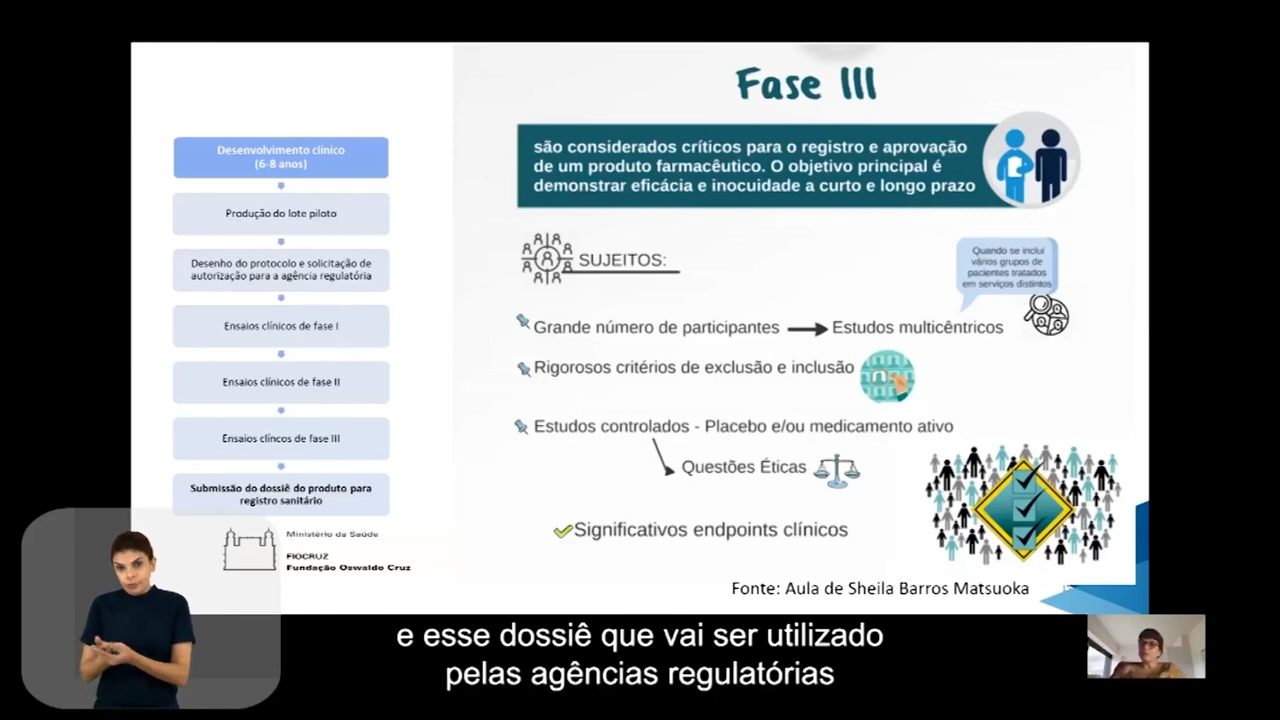 Fase III
são considerados críticos para o registro e aprovação
de um produto farmacêutico. O objetivo principal é
demonstrar eficácia e inocuidade a curto e longo prazo
Desenvolvimento clínico
(6-8 anos)
Produção do lote piloto
Desenho do protocolo e solicitação de
autorização para a agência regulatória
Ensaios clínicos de fase I
Ensaios clínicos de fase II
Ensaios clíncos de fase III
Submissão do dossiê do produto para
registro sanitário
SUJEITOS:
Quando se inclui
vários grupos de
pacientes tratados
em serviços distintos
Grande número de participantes
Estudos multicêntricos
Rigorosos critérios de exclusão e inclusão
Estudos controlados - Placebo e/ou medicamento ativo
Questões Éticas
Significativos endpoints clínicos
Ministério da Saúde
FIOCRUZ
Fundação Oswaldo Cruz
Fonte: Aula de Sheila Barros Matsuoka
e esse dossiê que vai ser utilizado
pelas agências regulatórias